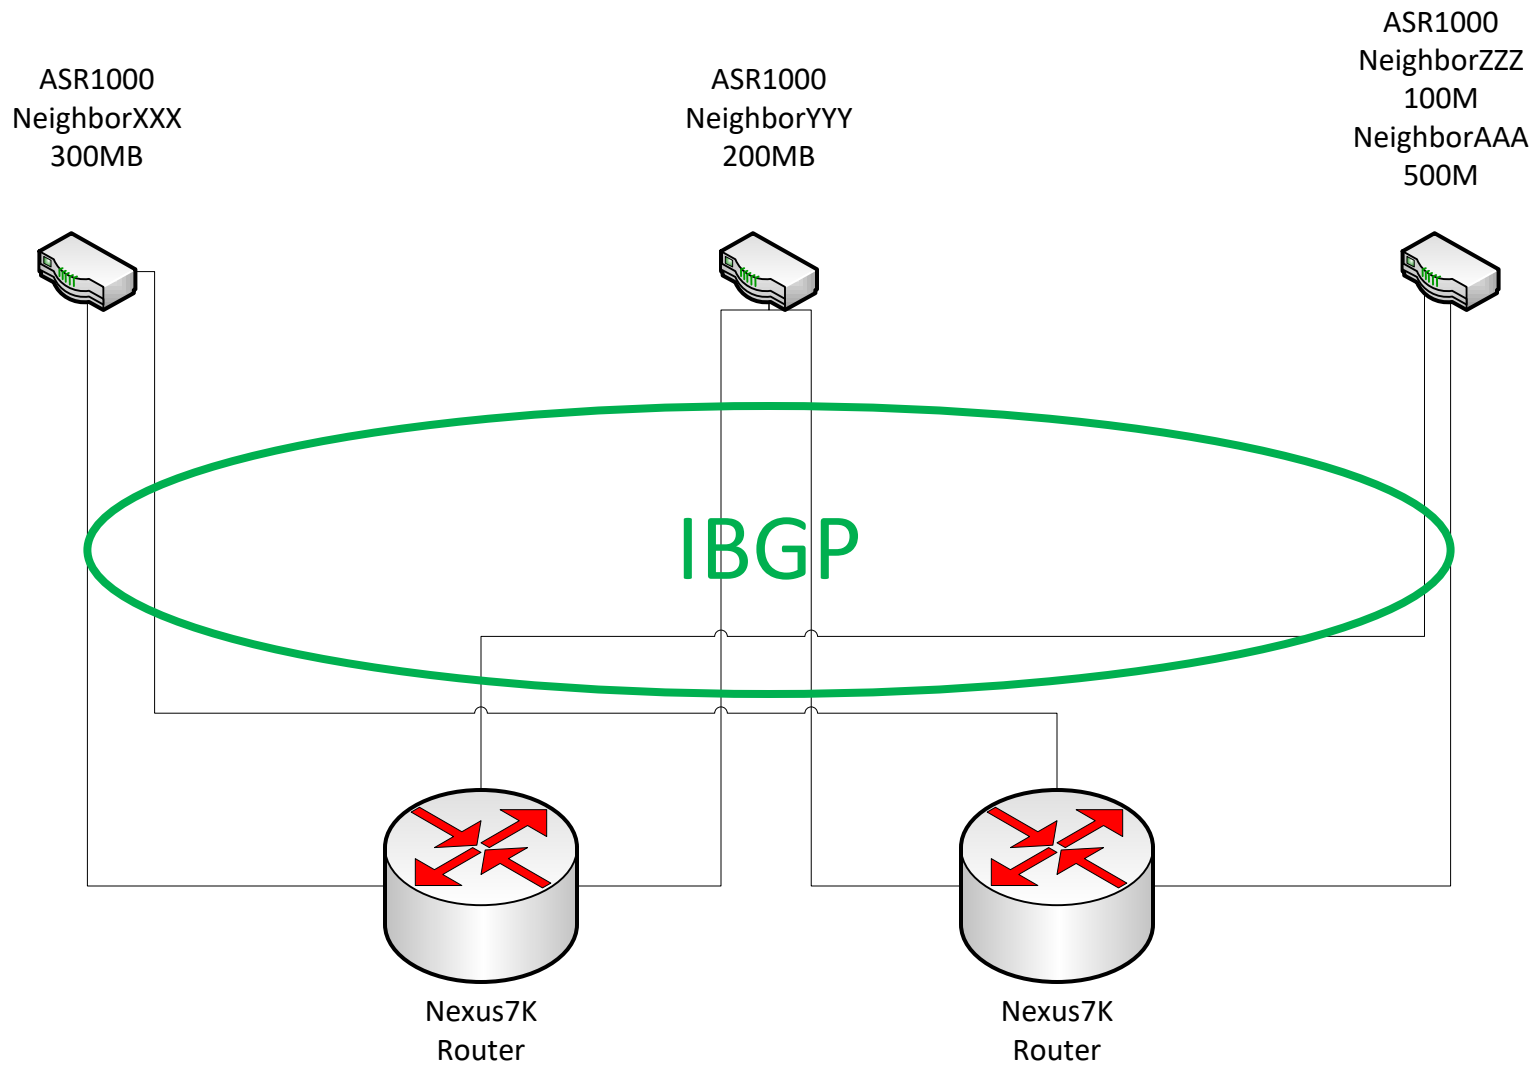 ASR1000
NeighborXXX
300MB
ASR1000
NeighborYYY
200MB
ASR1000
NeighborZZZ
100M
NeighborAAA
500M
IBGP
Nexus7K
Router
Nexus7K
Router